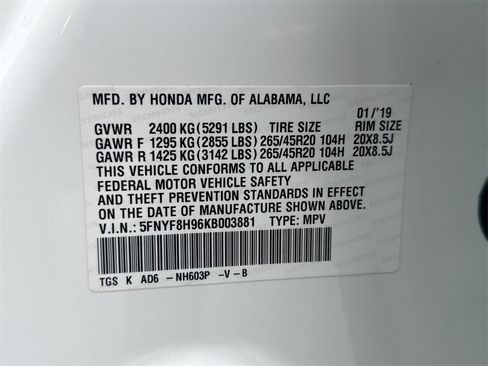 MFD. BY HONDA MFG. OF ALABAMA, LLC
01/'19
GVWR 2400 KG(5291 LBS) TIRE SIZE RIM SIZE
GAWR F 1295 KG(2855 LBS) 265/45R20 104H 20X8.5J
GAWR R 1425 KG(3142 LBS) 265/45R20 104H 20X8.5J
THIS VEHICLE CONFORMS TO ALL APPLICABLE
FEDERAL MOTOR VEHICLE SAFETY
AND THEFT PREVENTION STANDARDS IN EFFECT
ON THE DATE OF MANUFACTURE SHOWN ABOVE.
V.I.N.: 5FNYF8H96KB003881 TYPE: MPV
TGS K AD6 -NH603P -V-B